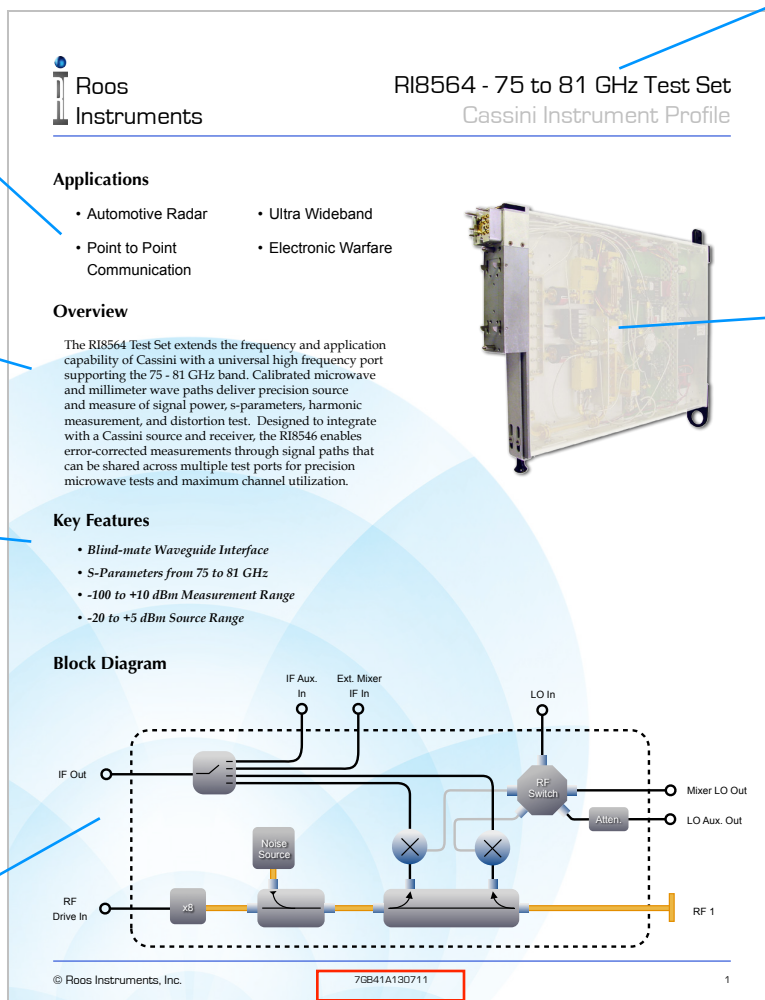 Roos
Instruments
RI8564 - 75 to 81 GHz Test Set
Cassini Instrument Profile
Applications
• Automotive Radar
• Ultra Wideband
• Point to Point
Communication
• Electronic Warfare
Overview
The RI8564 Test Set extends the frequency and application
capability of Cassini with a universal high frequency port
supporting the 75 - 81 GHz band. Calibrated microwave
and millimeter wave paths deliver precision source
and measure of signal power, s-parameters, harmonic
measurement, and distortion test. Designed to integrate
with a Cassini source and receiver, the RI8546 enables
error-corrected measurements through signal paths that
can be shared across multiple test ports for precision
microwave tests and maximum channel utilization.
Key Features
• Blind-mate Waveguide Interface
• S-Parameters from 75 to 81 GHz
• -100 to +10 dBm Measurement Range
• -20 to +5 dBm Source Range
Block Diagram
IF Aux.
In
Ext. Mixer
IF In
LO In
IF Out
RF
Switch
Mixer LO Out
Atten.
LO Aux. Out
Noise
Source
RF
Drive In
x8
RF 1
© Roos Instruments, Inc.
7GB41A130711
1